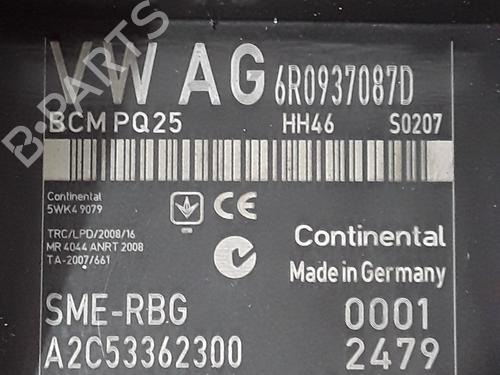 VW AG 6R0937087D
BCM PQ25 HH46 S0207
Continental
5WK4 9079
TRC/LPD/2008/16
MR 4044 ANRT 2008
TA-2007/661
CE
Continental
Made in Germany
SME-RBG 0001
A2C53362300 2479
B-PARTS